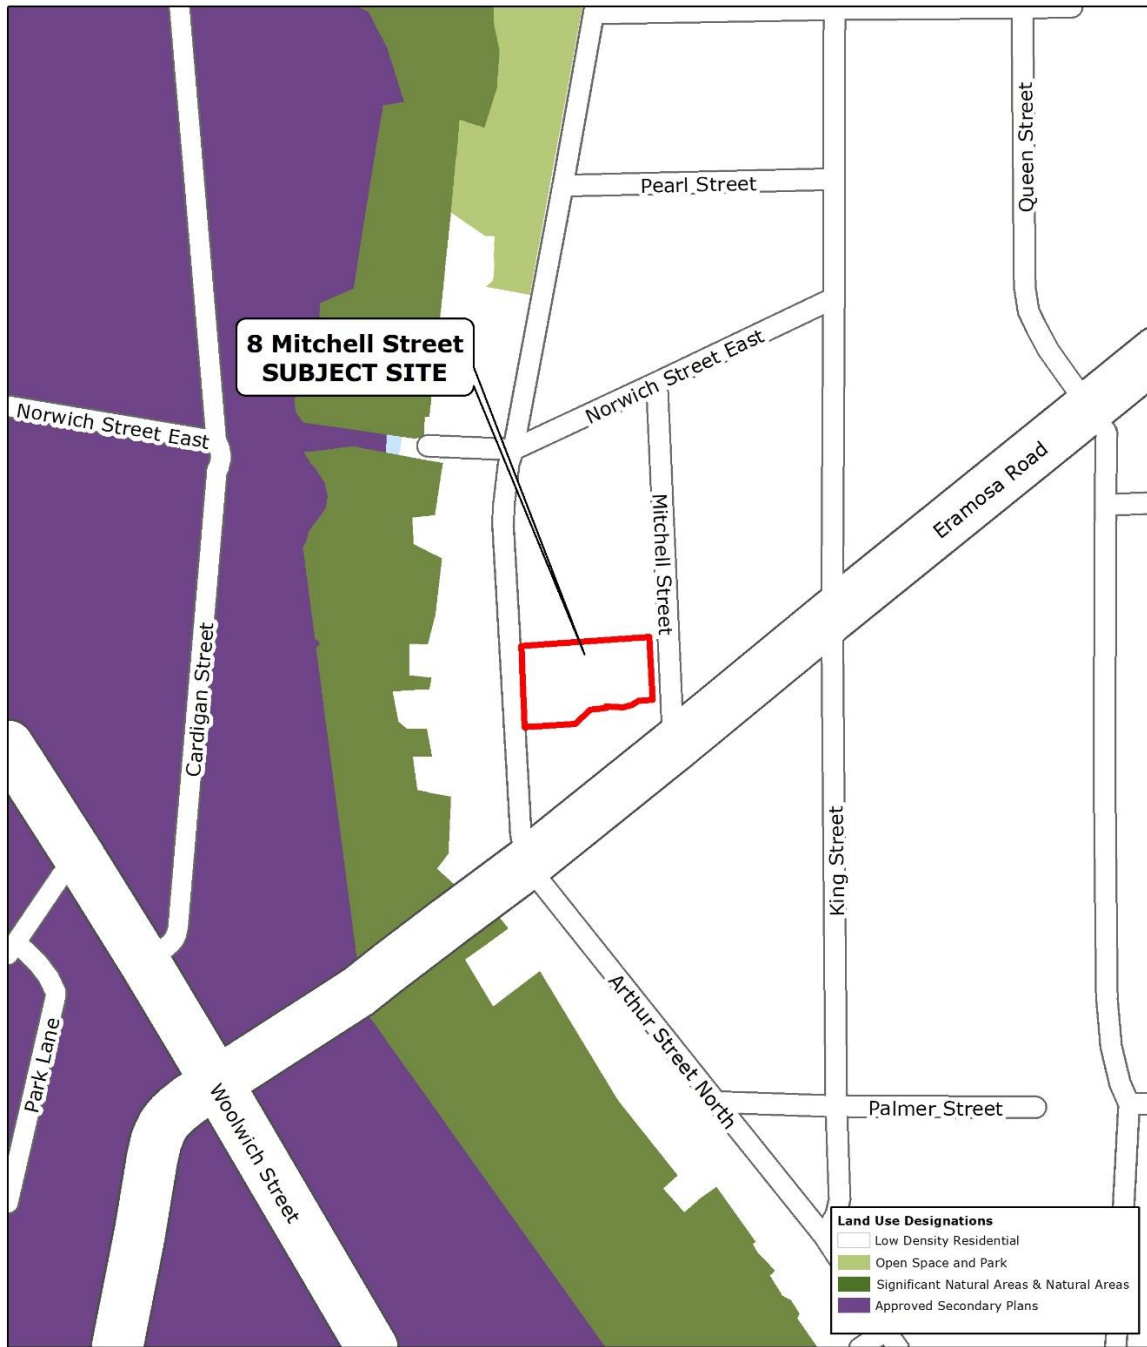 Queen Street
Pearl Street
8 Mitchell Street
SUBJECT SITE
Norwich Street East
Norwich Street East
Mitchell Street
Eramosa Road
Cardigan Street
King Street
Arthur Street North
Park Lane
Woolwich Street
Palmer Street
Land Use Designations
Low Density Residential
Open Space and Park
Significant Natural Areas & Natural Areas
Approved Secondary Plans